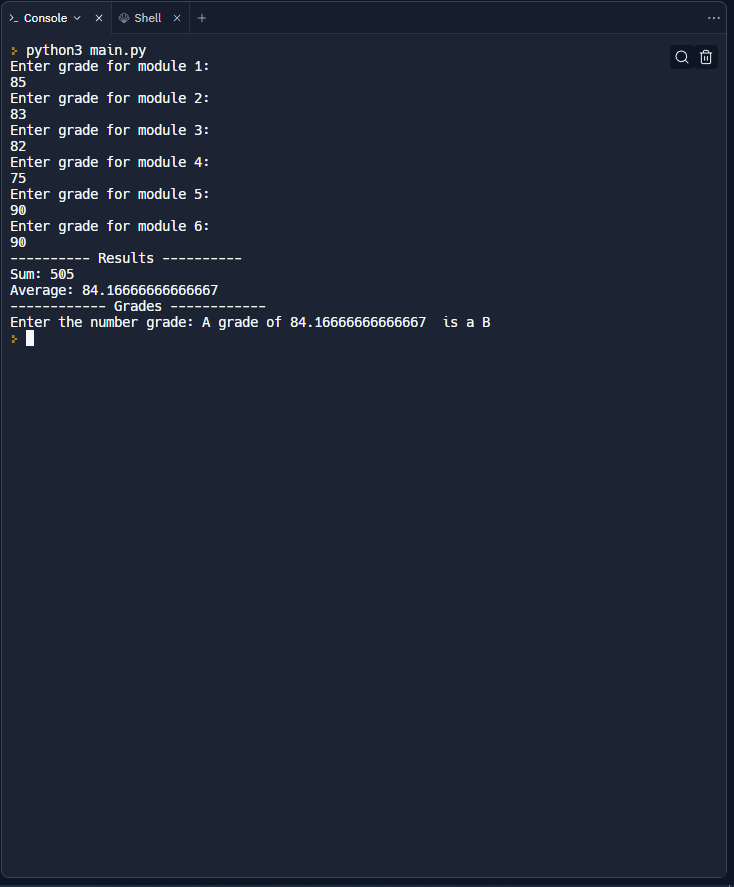 Console Shell
python3 main.py
Enter grade for module 1:
85
Enter grade for module 2:
83
Enter grade for module 3:
82
Enter grade for module 4:
75
Enter grade for module 5:
90
Enter grade for module 6:
90
---------- Results ----------
Sum: 505
Average: 84.16666666666667
------------ Grades ------------
Enter the number grade: A grade of 84.16666666666667  is a B